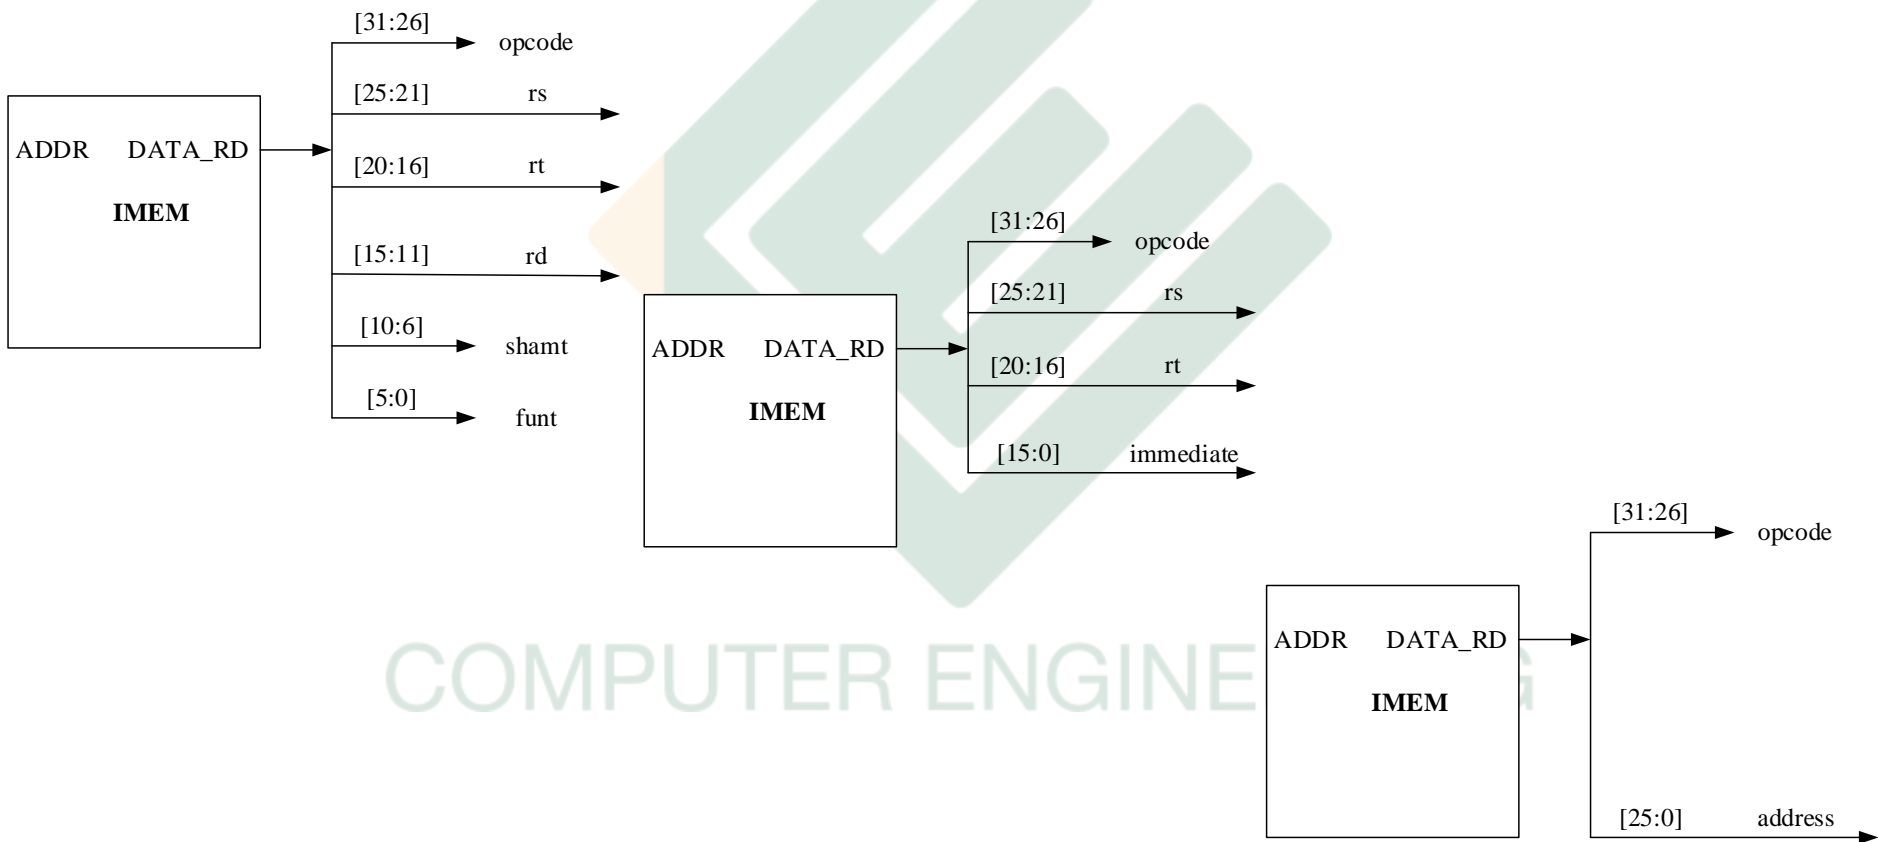 [31:26] opcode
[25:21] rs
ADDR DATA_RD
[20:16] rt
IMEM
[15:11] rd
[10:6] shamt
[5:0] funt
[31:26] opcode
[25:21] rs
ADDR DATA_RD
[20:16] rt
IMEM
[15:0] immediate
[31:26] opcode
ADDR DATA_RD
IMEM
[25:0] address
COMPUTER ENGINE G